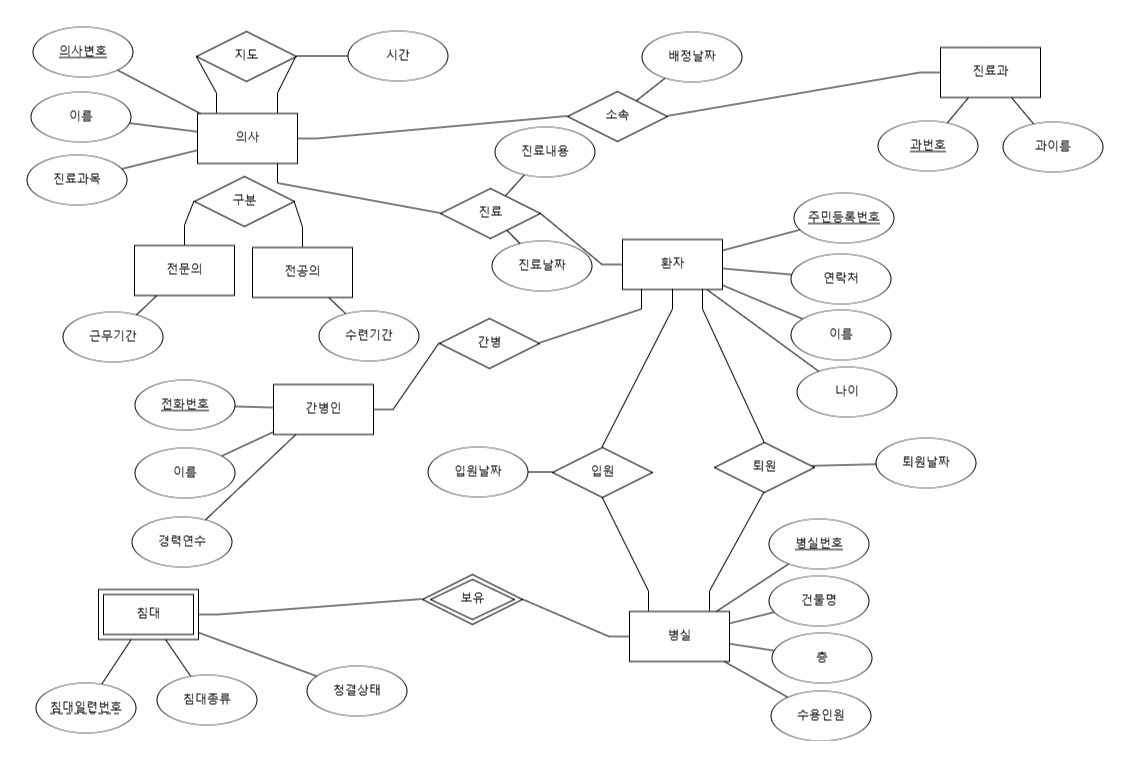 의사번호
지도
시간
배정날짜
진료과
이름
의사
소속
과번호
과이름
진료과목
진료내용
구분
진료
주민등록번호
전문의
전공의
진료날짜
환자
연락처
근무기간
수련기간
간병
이름
나이
전화번호
간병인
이름
입원날짜
입원
퇴원
퇴원날짜
경력연수
병실번호
침대
보유
건물명
병실
층
침대일련번호
침대종류
청결상태
수용인원